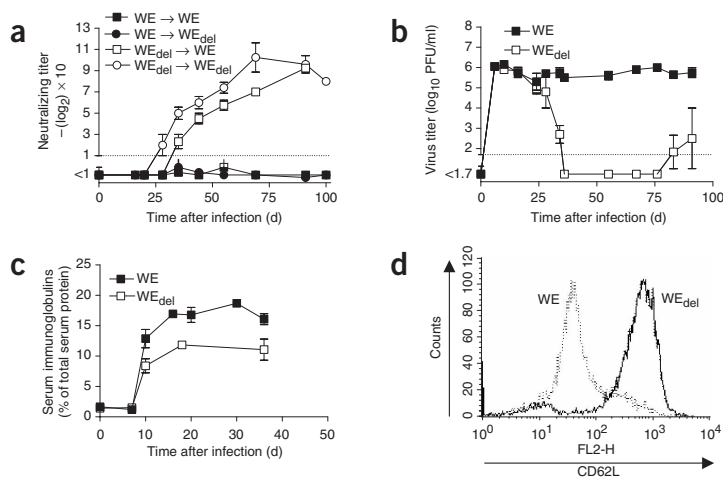 a
WE → WE
WE → WEdel
WEdel → WE
WEdel → WEdel
Neutralizing titer
–(log2) × 10
13
11
9
7
5
3
1
<1
0 20 40 60 80 100
Time after infection (d)
b
WE
WEdel
Virus titer (log10 PFU/ml)
8
6
4
2
<1.7
0 25 50 75 100
Time after infection (d)
c
WE
WEdel
Serum immunoglobulins
(% of total serum protein)
25
20
15
10
5
0
0 10 20 30 40 50
Time after infection (d)
d
WE
WEdel
Counts
120
100
80
60
40
20
0
10^0 10^1 10^2 10^3 10^4
FL2-H
CD62L